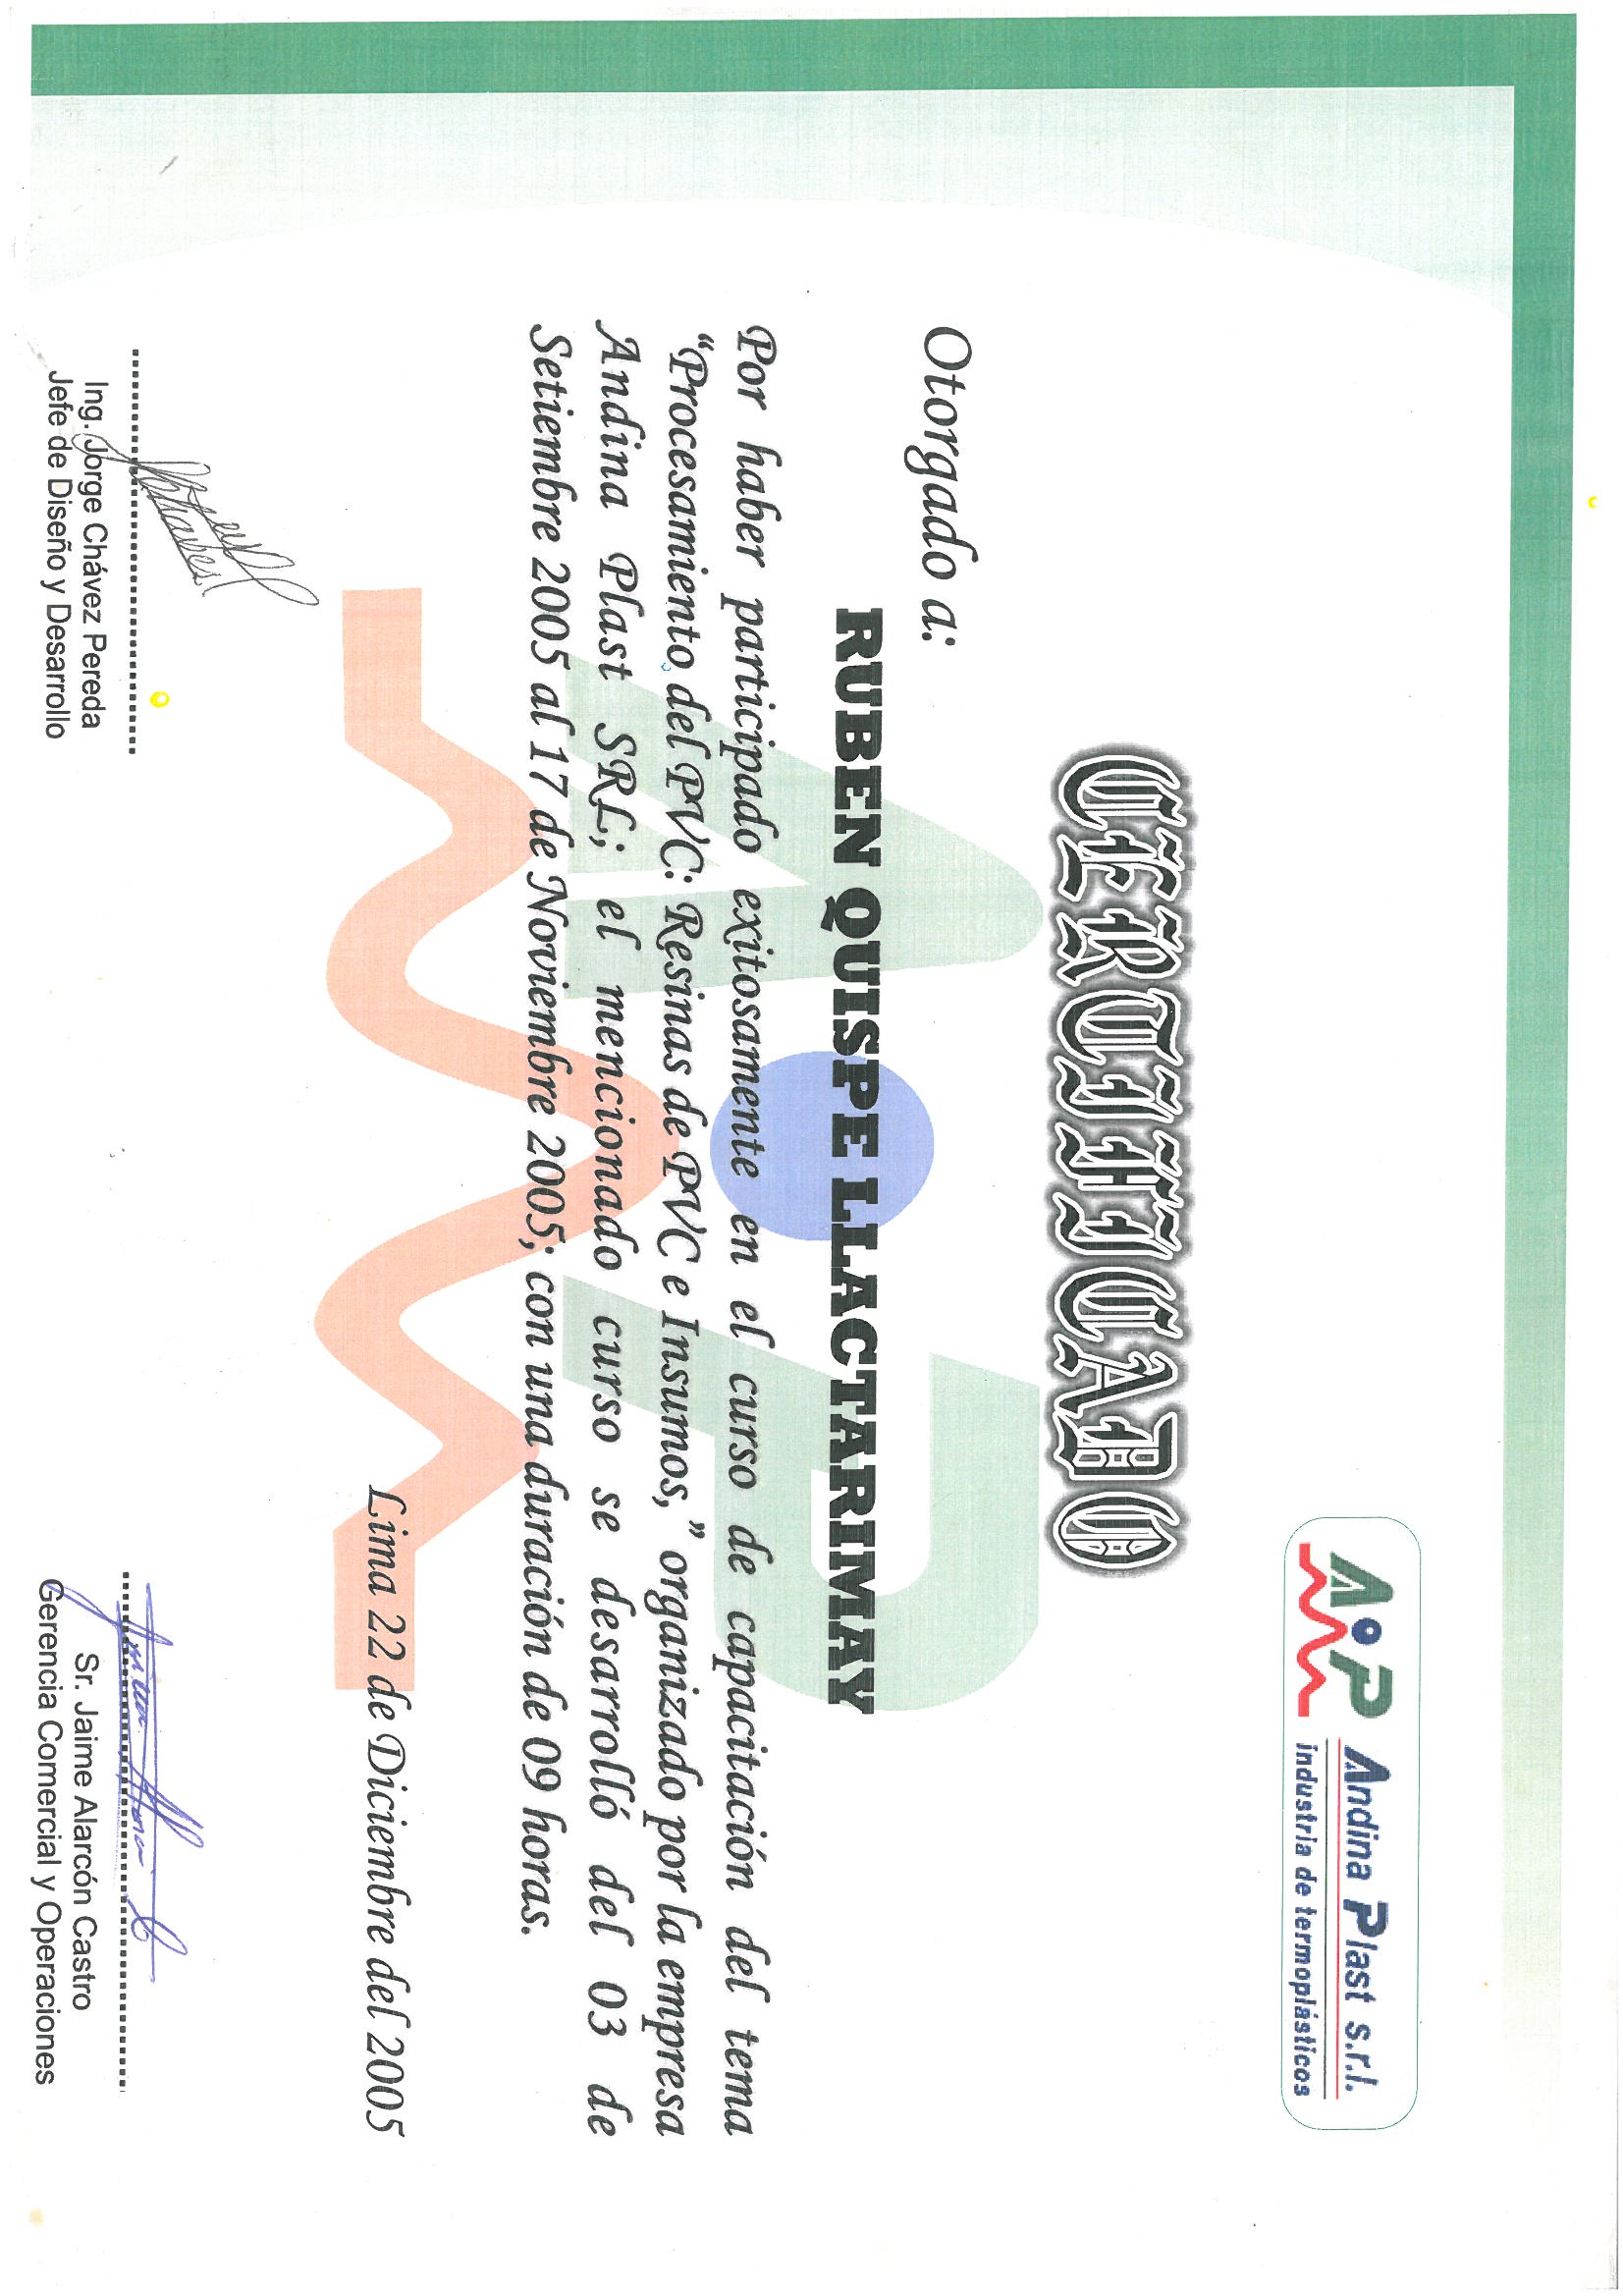 AP Andina Plast s.r.l.
industria de termoplásticos
CERTIFICADO
Otorgado a:
RUBEN QUISPE LLACTARIMAY
Por haber participado exitosamente en el curso de capacitación del tema
“Procesamiento del PVC: Resinas de PVC e Insumos,” organizado por la empresa
Andina Plast SRL; el mencionado curso se desarrolló del 03 de
Setiembre 2005 al 17 de Noviembre 2005; con una duración de 09 horas.
Lima 22 de Diciembre del 2005
Ing. Jorge Chávez Pereda
Jefe de Diseño y Desarrollo
Sr. Jaime Alarcón Castro
Gerencia Comercial y Operaciones